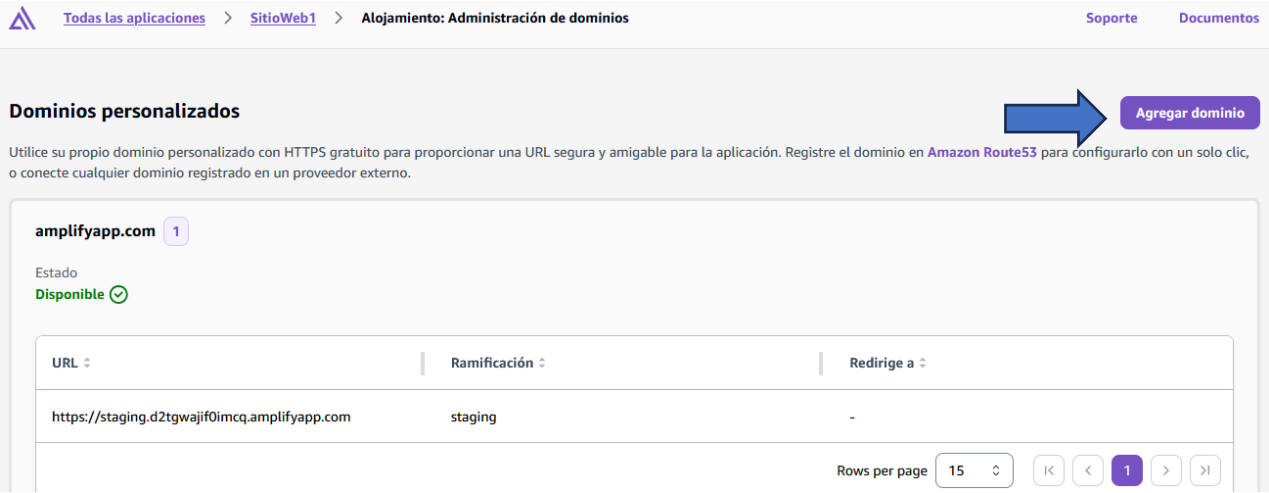 Todas las aplicaciones > SitioWeb1 > Alojamiento: Administración de dominios Soporte Documentos
Dominios personalizados Agregar dominio
Utilice su propio dominio personalizado con HTTPS gratuito para proporcionar una URL segura y amigable para la aplicación. Registre el dominio en Amazon Route53 para configurarlo con un solo clic,
o conecte cualquier dominio registrado en un proveedor externo.
amplifyapp.com 1
Estado
Disponible
URL Ramificación Redirige a
https://staging.d2tgwajif0imcq.amplifyapp.com staging -
Rows per page 15 1